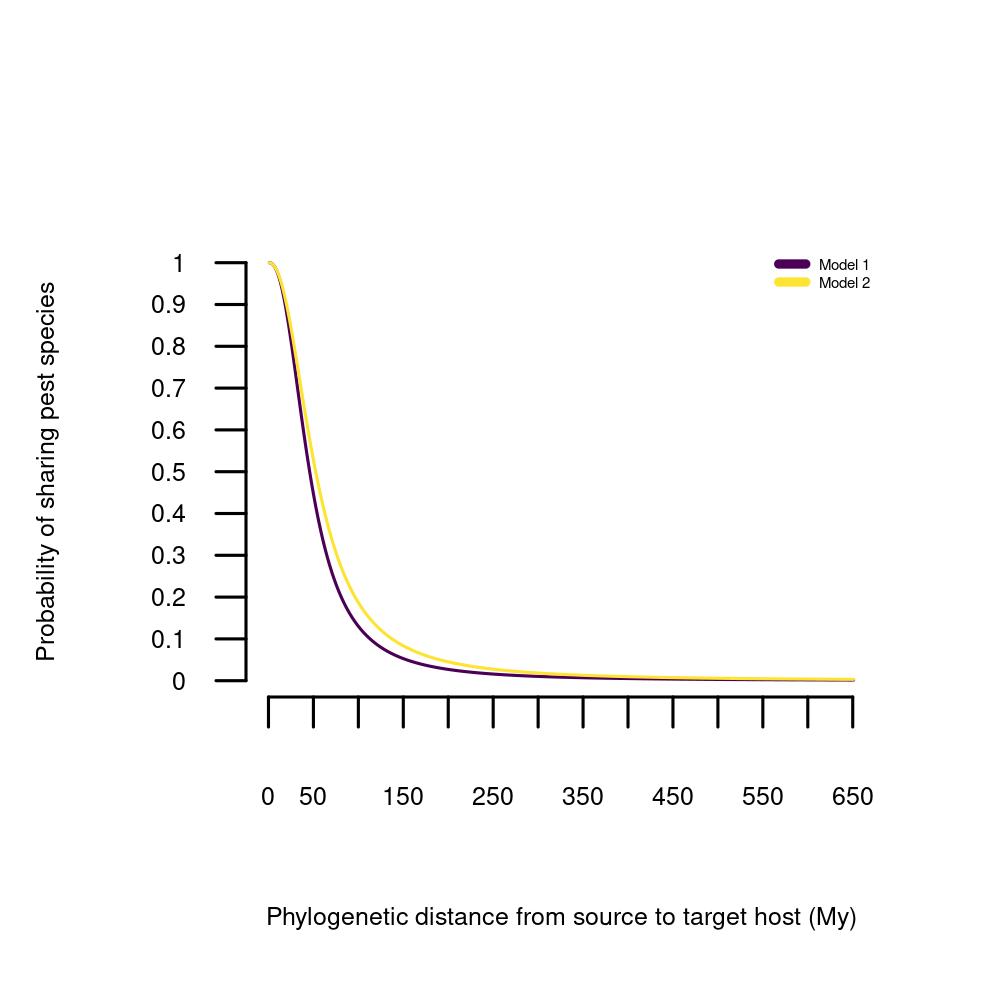 Model 1
Model 2
Probability of sharing pest species
1
0.9
0.8
0.7
0.6
0.5
0.4
0.3
0.2
0.1
0
0 50 150 250 350 450 550 650
Phylogenetic distance from source to target host (My)